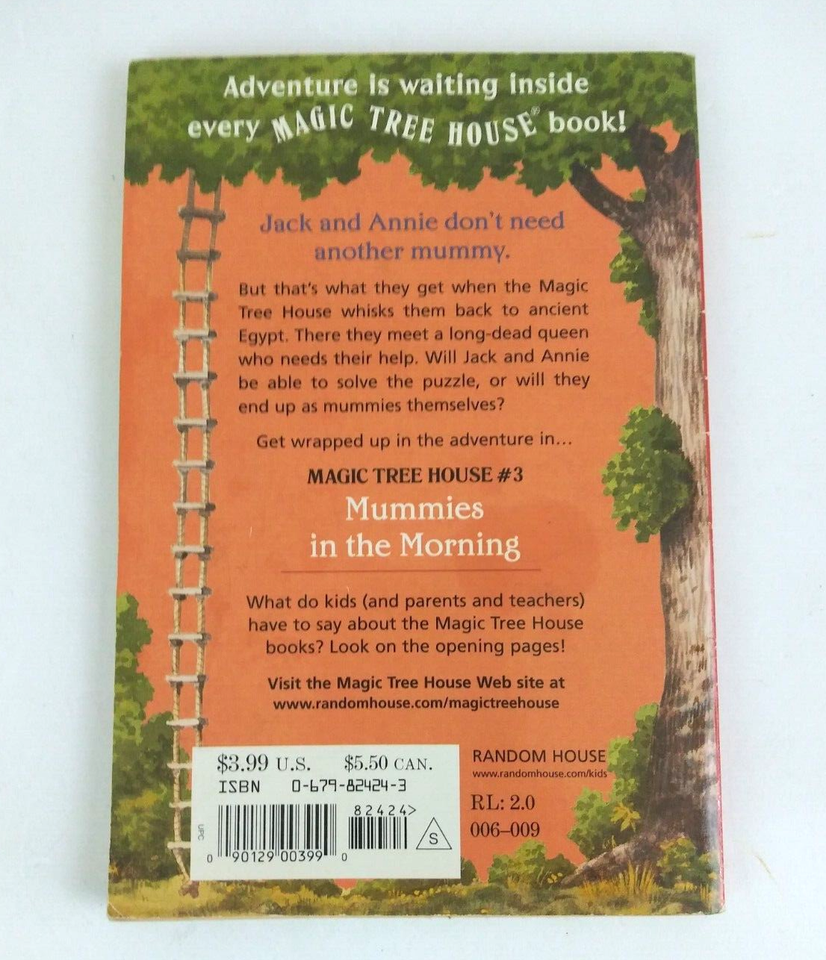 Adventure is waiting inside
every MAGIC TREE HOUSE® book!
Jack and Annie don't need
another mummy.
But that's what they get when the Magic
Tree House whisks them back to ancient
Egypt. There they meet a long-dead queen
who needs their help. Will Jack and Annie
be able to solve the puzzle, or will they
end up as mummies themselves?
Get wrapped up in the adventure in...
MAGIC TREE HOUSE #3
Mummies
in the Morning
What do kids (and parents and teachers)
have to say about the Magic Tree House
books? Look on the opening pages!
Visit the Magic Tree House Web site at
www.randomhouse.com/magictreehouse
$3.99 U.S. $5.50 CAN.
ISBN 0-679-82424-3
82424>
UPC
S
0 90129 00399 0
RANDOM HOUSE
www.randomhouse.com/kids
RL: 2.0
006-009